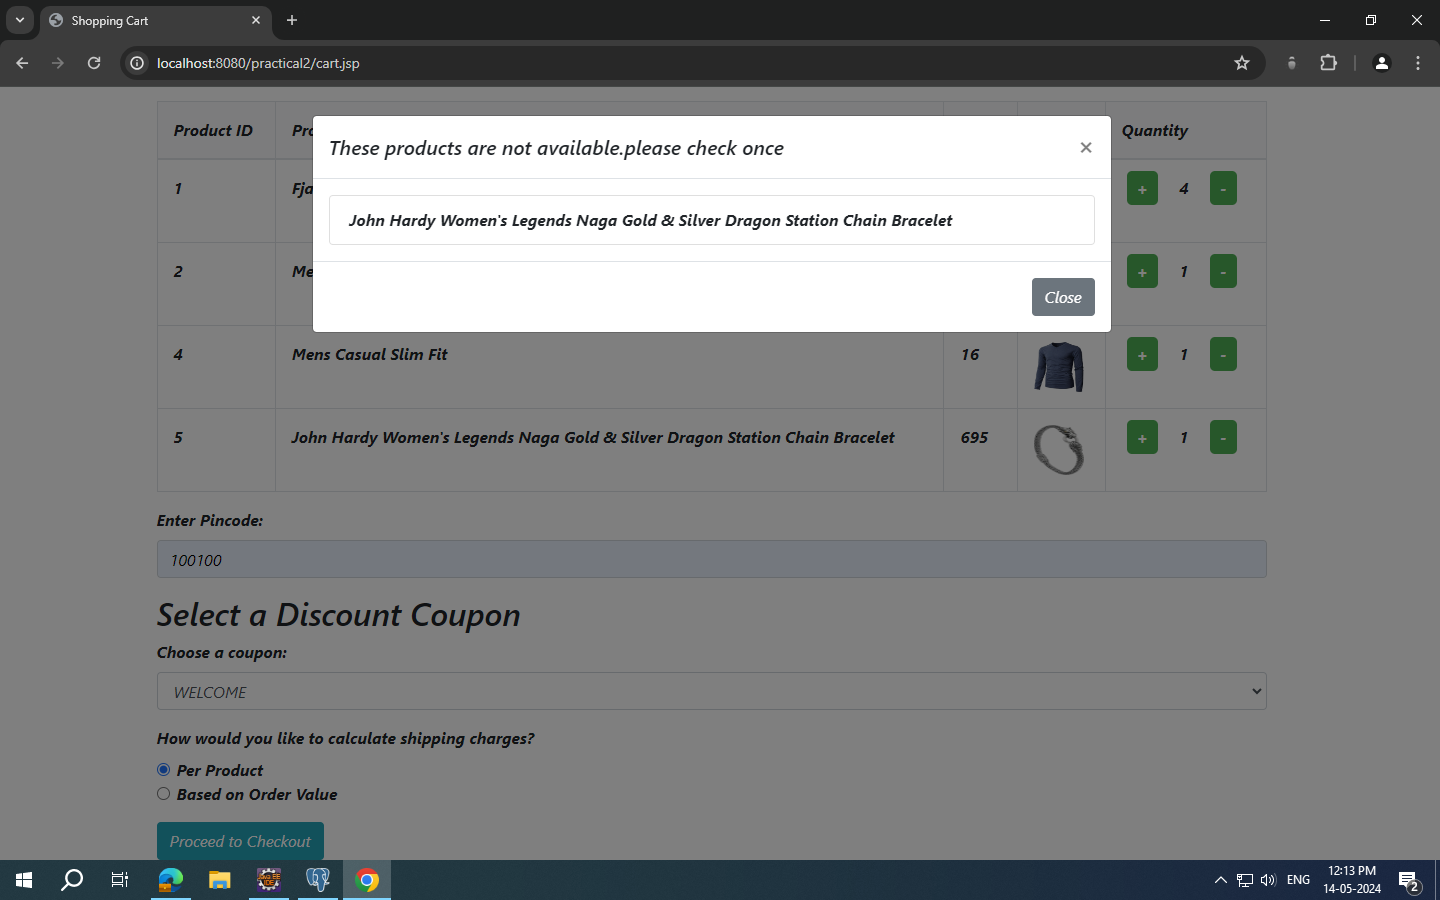 Shopping Cart
localhost:8080/practical2/cart.jsp
Product ID
Quantity
These products are not available.please check once
×
John Hardy Women's Legends Naga Gold & Silver Dragon Station Chain Bracelet
Close
1
+ 4 -
2
+ 1 -
4 Mens Casual Slim Fit 16 + 1 -
5 John Hardy Women's Legends Naga Gold & Silver Dragon Station Chain Bracelet 695 + 1 -
Enter Pincode:
100100
Select a Discount Coupon
Choose a coupon:
WELCOME
How would you like to calculate shipping charges?
Per Product
Based on Order Value
Proceed to Checkout
ENG
12:13 PM
14-05-2024
2